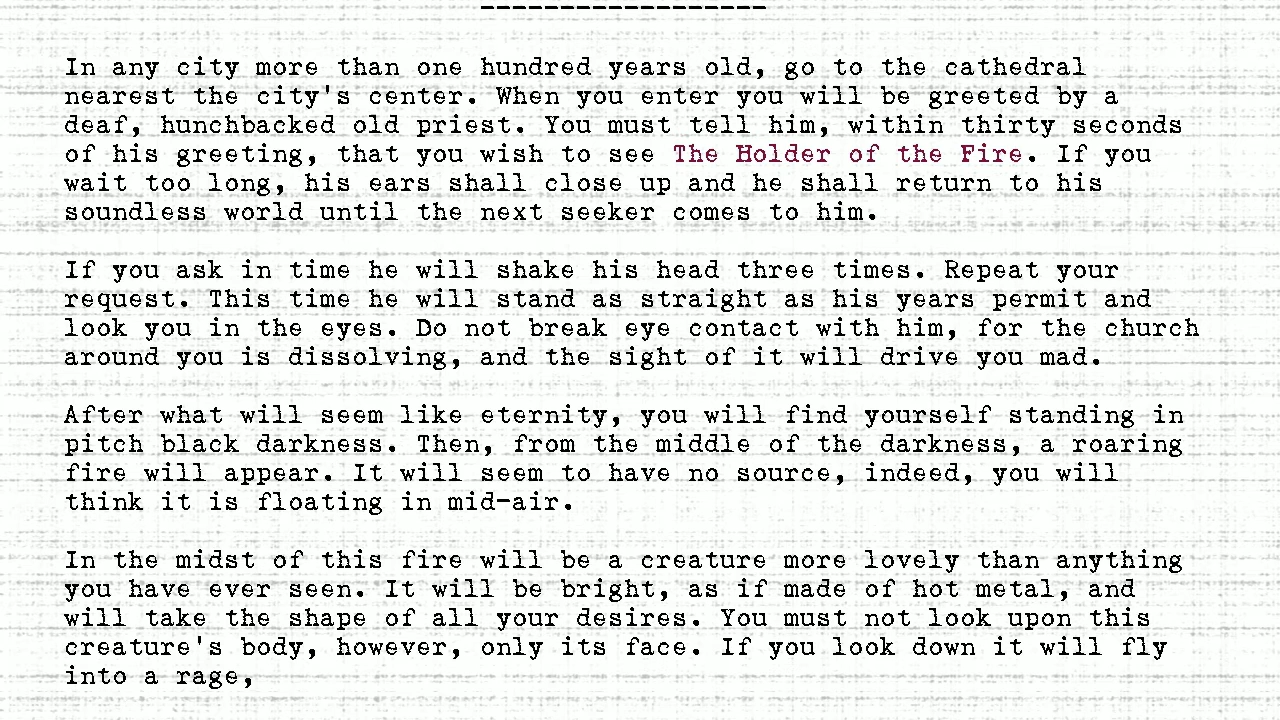 ------------------
In any city more than one hundred years old, go to the cathedral
nearest the city's center. When you enter you will be greeted by a
deaf, hunchbacked old priest. You must tell him, within thirty seconds
of his greeting, that you wish to see The Holder of the Fire. If you
wait too long, his ears shall close up and he shall return to his
soundless world until the next seeker comes to him.
If you ask in time he will shake his head three times. Repeat your
request. This time he will stand as straight as his years permit and
look you in the eyes. Do not break eye contact with him, for the church
around you is dissolving, and the sight of it will drive you mad.
After what will seem like eternity, you will find yourself standing in
pitch black darkness. Then, from the middle of the darkness, a roaring
fire will appear. It will seem to have no source, indeed, you will
think it is floating in mid-air.
In the midst of this fire will be a creature more lovely than anything
you have ever seen. It will be bright, as if made of hot metal, and
will take the shape of all your desires. You must not look upon this
creature's body, however, only its face. If you look down it will fly
into a rage,